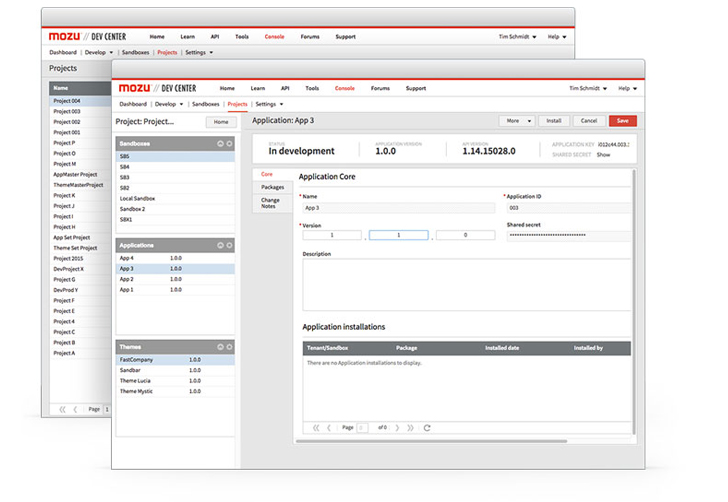 mozu // DEV CENTER Home Learn API Tools Console Forums Support Tim Schmidt Help
Dashboard Develop Sandboxes Projects Settings
Projects
Name
Project 004
Project 003
Project 002
Project 001
Project P
Project O
Project M
AppMaster Project
ThemeMasterProject
Project K
Project J
Project I
Project H
App Set Project
Theme Set Project
Project 2015
DevProject X
Project G
DevProd Y
Project F
Project E
Project 4
Project C
Project B
Project A
Page 1
mozu // DEV CENTER Home Learn API Tools Console Forums Support Tim Schmidt Help
Dashboard Develop Sandboxes Projects Settings
Project: Project... Home
Sandboxes
SB5
SB4
SB3
SB2
Local Sandbox
Sandbox 2
SBX1
Applications
App 4 1.0.0
App 3 1.0.0
App 2 1.0.0
App 1 1.0.0
Themes
FastCompany 1.0.0
Sandbar 1.0.0
Theme Lucia 1.0.0
Theme Mystic 1.0.0
Application: App 3 More Install Cancel Save
STATUS APPLICATION VERSION API VERSION APPLICATION KEY
In development 1.0.0 1.14.15028.0 SHARED SECRET Show
Core
Packages
Change Notes
Application Core
* Name * Application ID
App 3 003
* Version Shared secret
1 . 1 . 0 ••••••••••••••••••••••••••••••••
Description
Application installations
Tenant/Sandbox Package Installed date Installed by
There are no Application installations to display.
Page 0 of 0